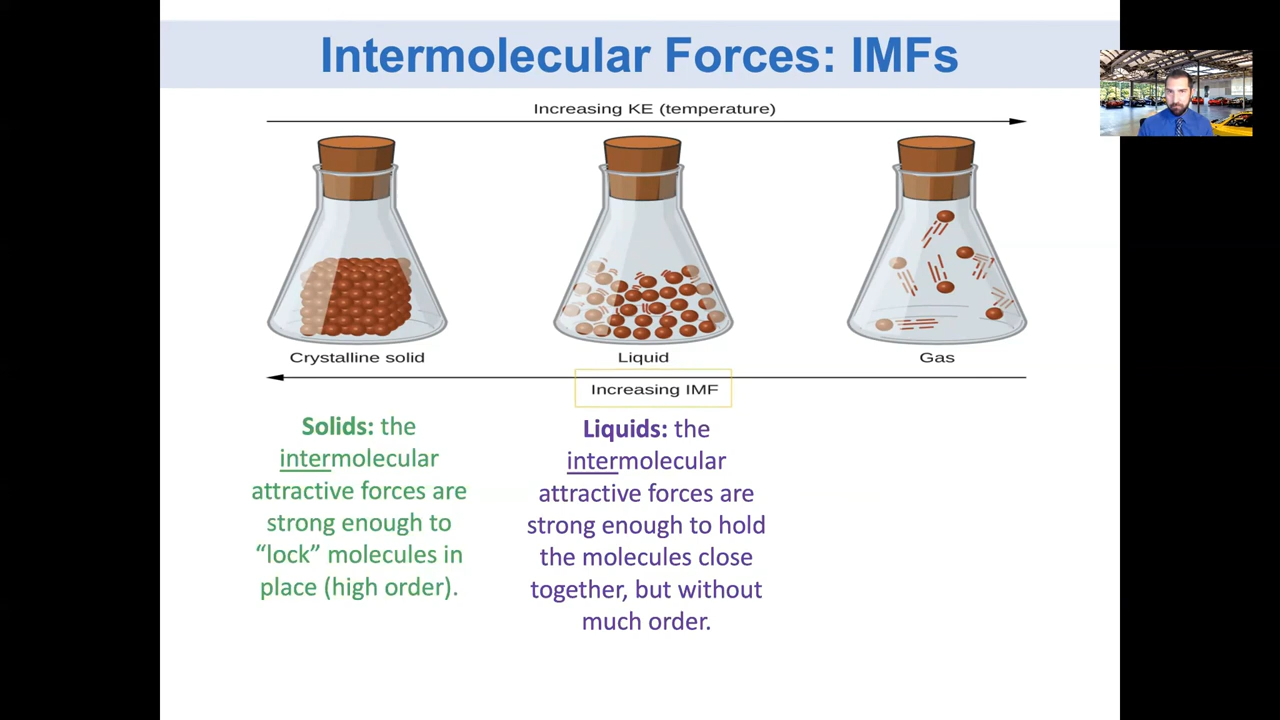 Intermolecular Forces: IMFs
Increasing KE (temperature)
Crystalline solid
Liquid
Gas
Increasing IMF
Solids: the
intermolecular
attractive forces are
strong enough to
“lock” molecules in
place (high order).
Liquids: the
intermolecular
attractive forces are
strong enough to hold
the molecules close
together, but without
much order.